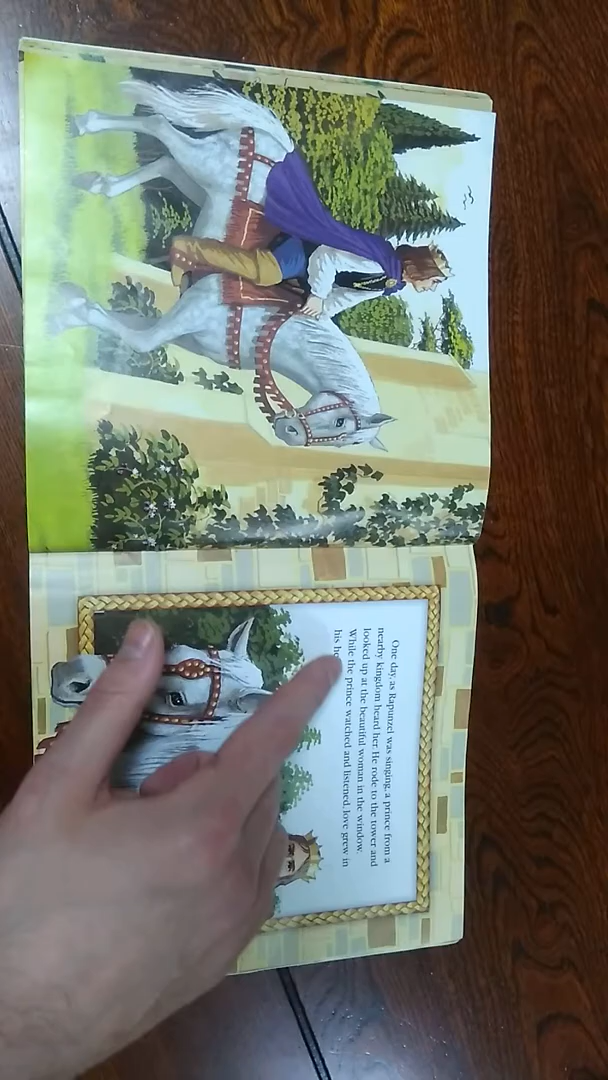 One day, as Rapunzel was singing, a prince from a
nearby kingdom heard her. He rode to the tower and
looked up at the beautiful woman in the window.
While the prince watched and listened, love grew in
his